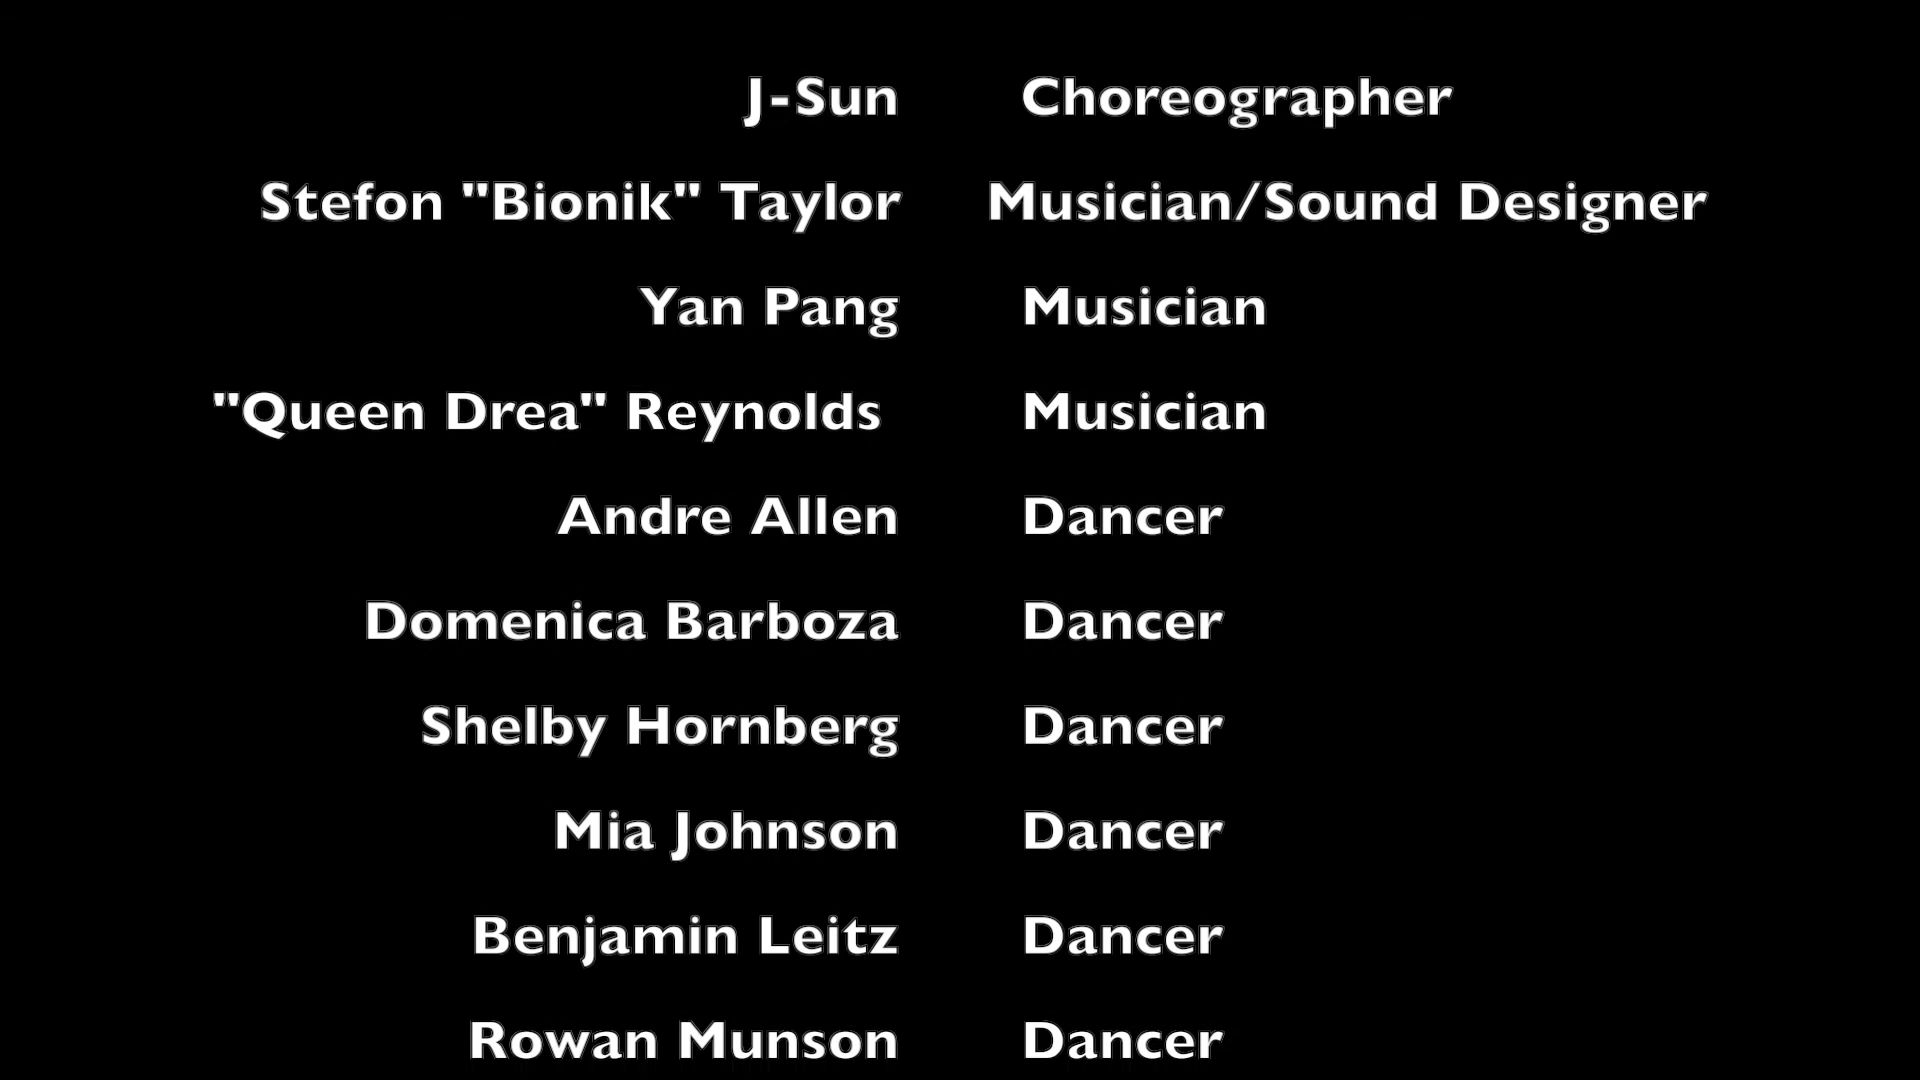 J-Sun Choreographer
Stefon "Bionik" Taylor Musician/Sound Designer
Yan Pang Musician
"Queen Drea" Reynolds Musician
Andre Allen Dancer
Domenica Barboza Dancer
Shelby Hornberg Dancer
Mia Johnson Dancer
Benjamin Leitz Dancer
Rowan Munson Dancer